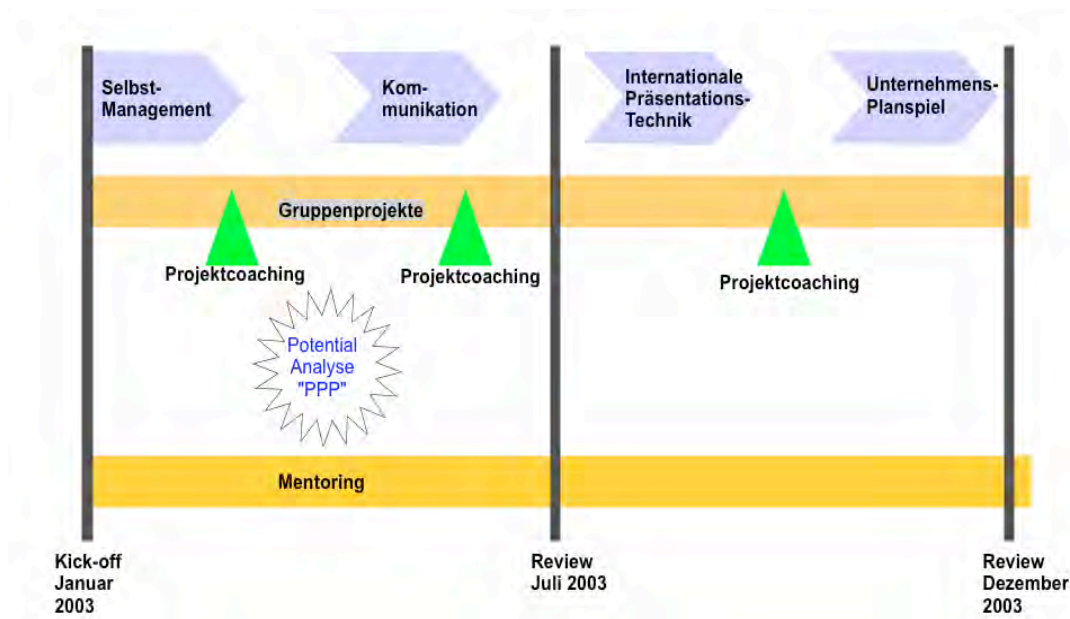 Selbst-
Management
Kom-
munikation
Internationale
Präsentations-
Technik
Unternehmens-
Planspiel
Gruppenprojekte
Projektcoaching
Projektcoaching
Projektcoaching
Potential
Analyse
"PPP"
Mentoring
Kick-off
Januar
2003
Review
Juli 2003
Review
Dezember
2003